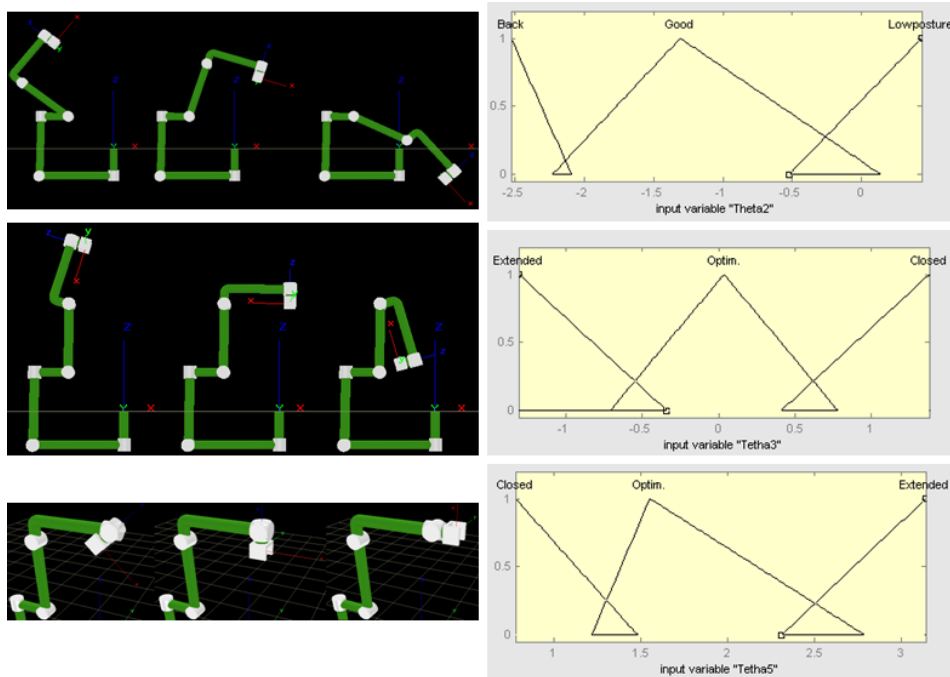 Back Good Lowposture
1
0.5
0
-2.5 -2 -1.5 -1 -0.5 0
input variable "Theta2"
Extended Optim. Closed
1
0.5
0
-1 -0.5 0 0.5 1
input variable "Tetha3"
Closed Optim. Extended
1
0.5
0
1 1.5 2 2.5 3
input variable "Tetha5"
x
z
x
Z
Y
X
Z
Y
X
Z
Y
X
z
x
z
y
x
Z
Y
X
z
x
Z
Y
X
x
y
z
Z
Y
X